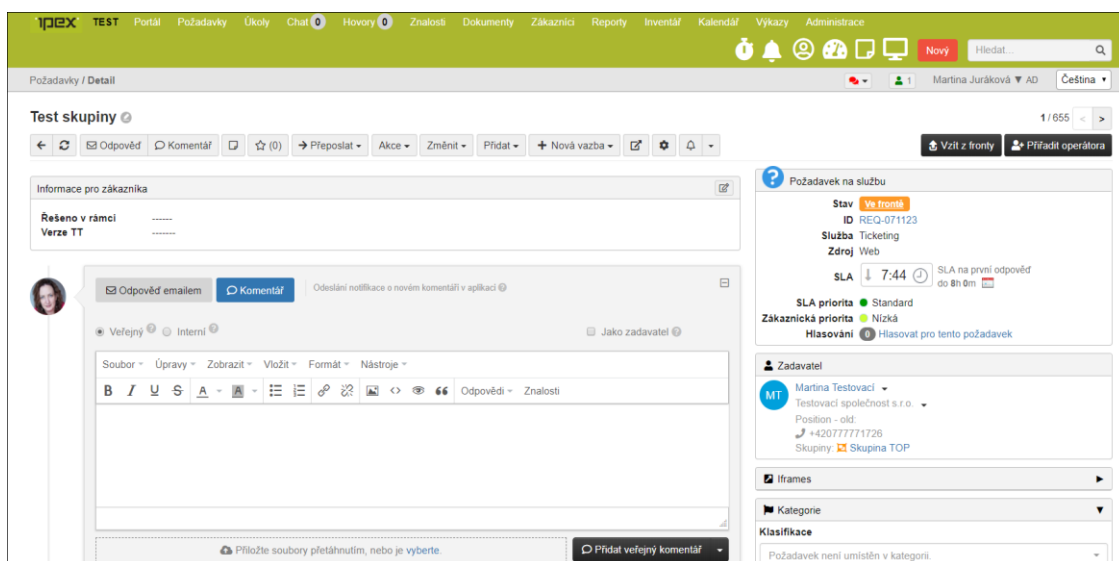 ipex TEST Portál Požadavky Úkoly Chat 0 Hovory 0 Znalosti Dokumenty Zákazníci Reporty Inventář Kalendář Výkazy Administrace
Nový Hledat...
Požadavky / Detail 1 Martina Juráková ▼ AD Čeština
Test skupiny 1 / 655 < >
Odpověď Komentář (0) Přeposlat Akce Změnit Přidat Nová vazba Vzít z fronty Přiřadit operátora
Informace pro zákazníka
Řešeno v rámci ------
Verze TT -------
Odpověď emailem Komentář Odeslání notifikace o novém komentáři v aplikaci
Veřejný Interní Jako zadavatel
Soubor Úpravy Zobrazit Vložit Formát Nástroje
B I U S A A Odpovědi Znalosti
Přiložte soubory přetáhnutím, nebo je vyberte. Přidat veřejný komentář
Požadavek na službu
Stav Ve frontě
ID REQ-071123
Služba Ticketing
Zdroj Web
SLA 7:44 SLA na první odpověď
do 8h 0m
SLA priorita Standard
Zákaznická priorita Nízká
Hlasování 0 Hlasovat pro tento požadavek
Zadavatel
MT Martina Testovací
Testovací společnost s.r.o.
Position - old:
+420777771726
Skupiny: Skupina TOP
Iframes
Kategorie
Klasifikace
Požadavek není umístěn v kategorii.